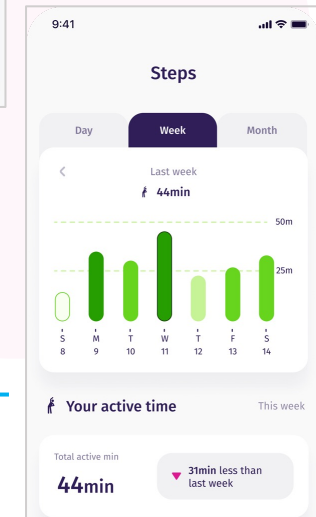 9:41
Steps
Day Week Month
Last week
44min
50m
25m
S M T W T F S
8 9 10 11 12 13 14
Your active time This week
Total active min
44min
31min less than
last week